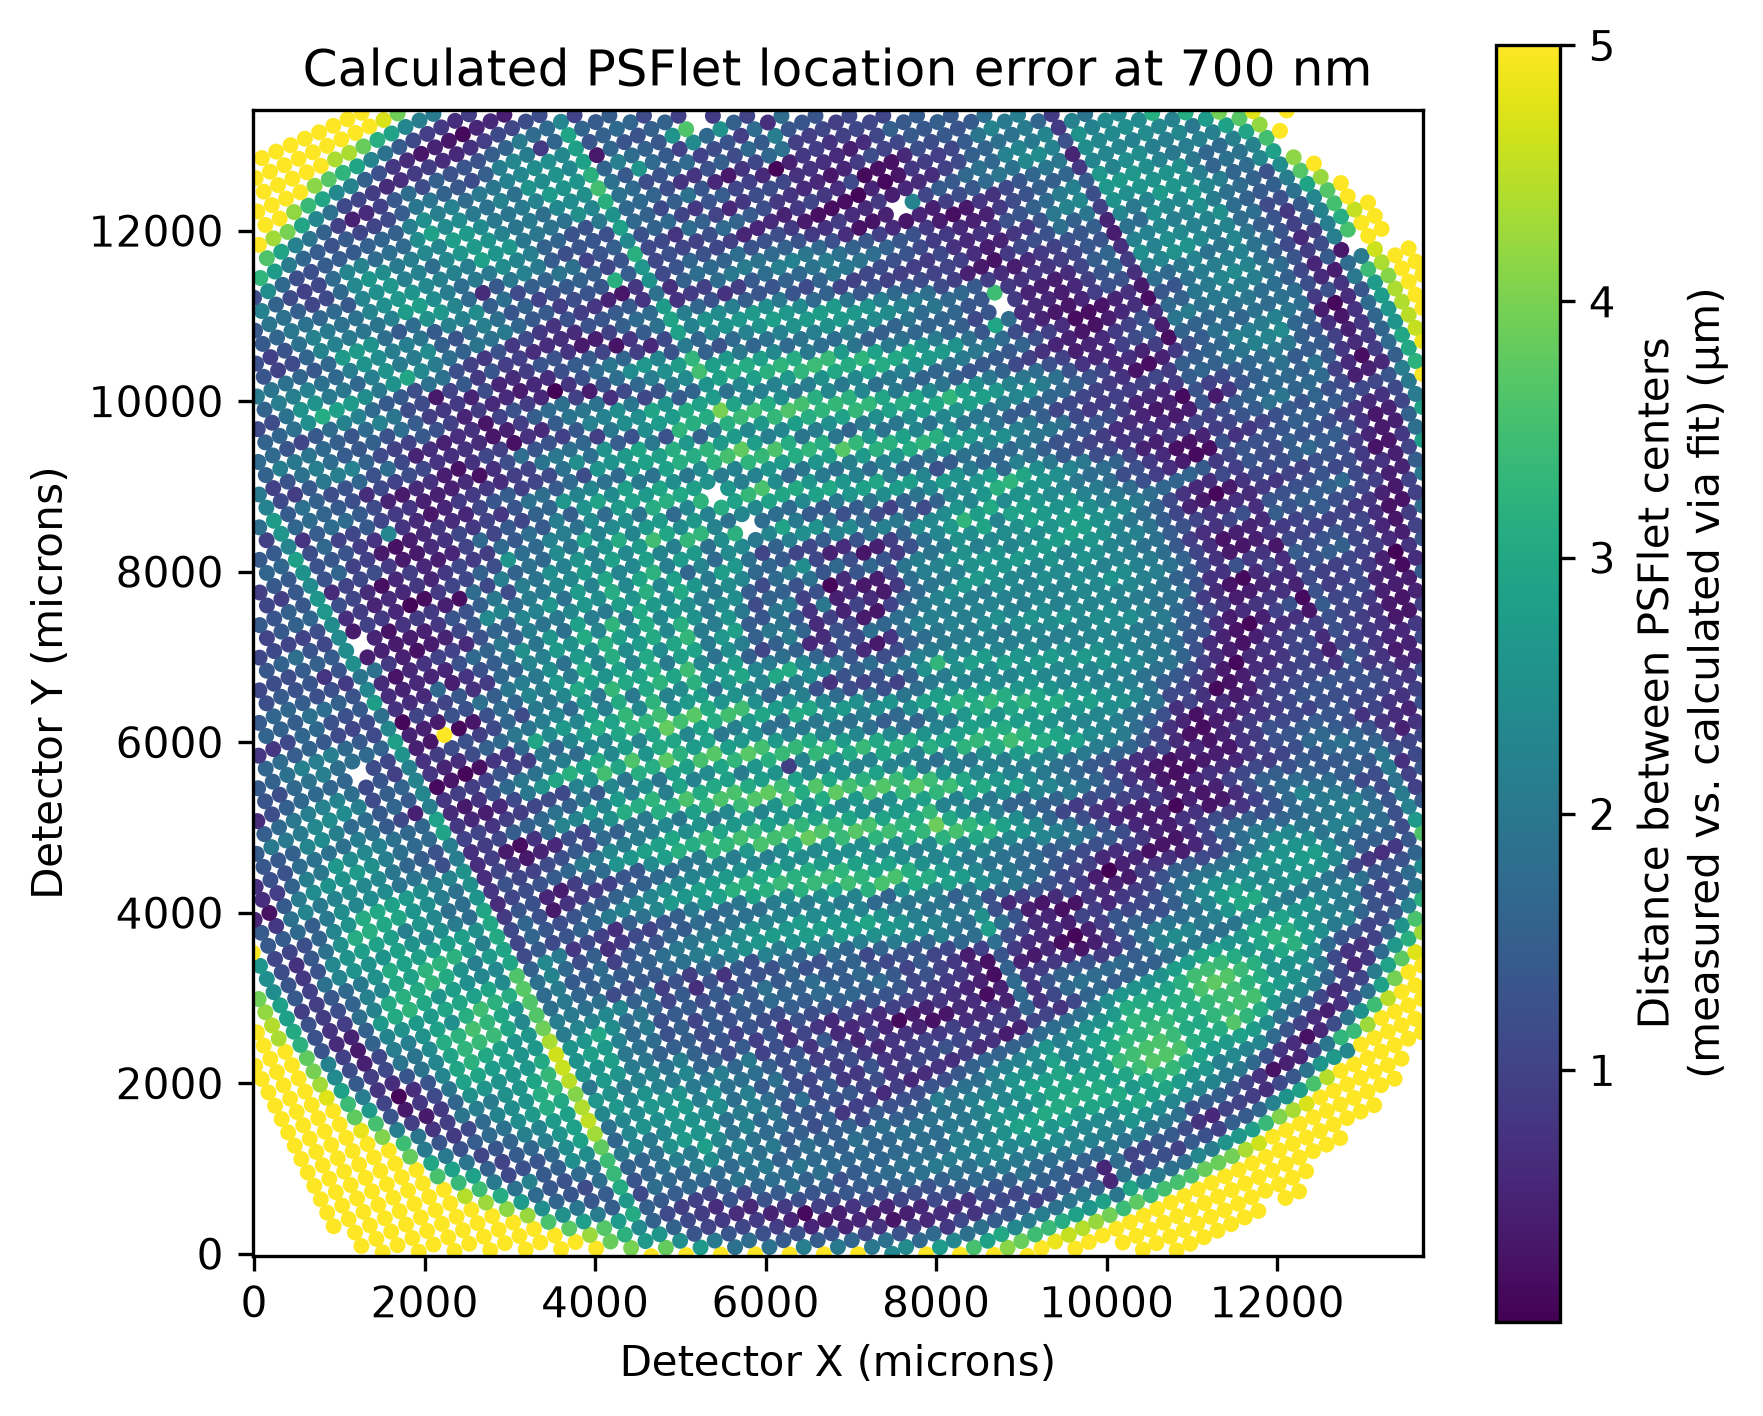 Calculated PSFlet location error at 700 nm
Detector Y (microns)
12000
10000
8000
6000
4000
2000
0
0 2000 4000 6000 8000 10000 12000
Detector X (microns)
5
4
3
2
1
Distance between PSFlet centers
(measured vs. calculated via fit) (μm)